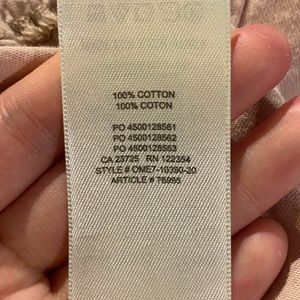 100% COTTON
100% COTON
PO 4500128561
PO 4500128562
PO 4500128563
CA 23725 RN 122354
STYLE # OME7-10390-20
ARTICLE # 76995